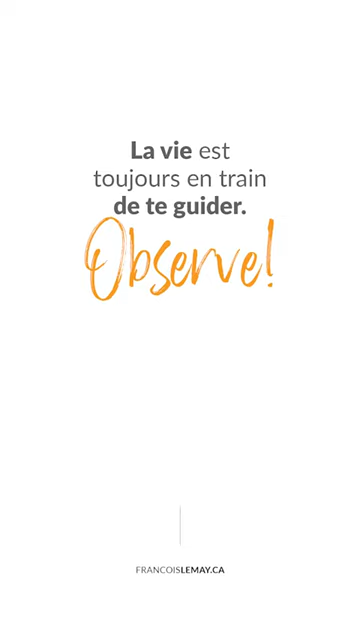 La vie est
toujours en train
de te guider.
Observe!
FRANCOISLEMAY.CA